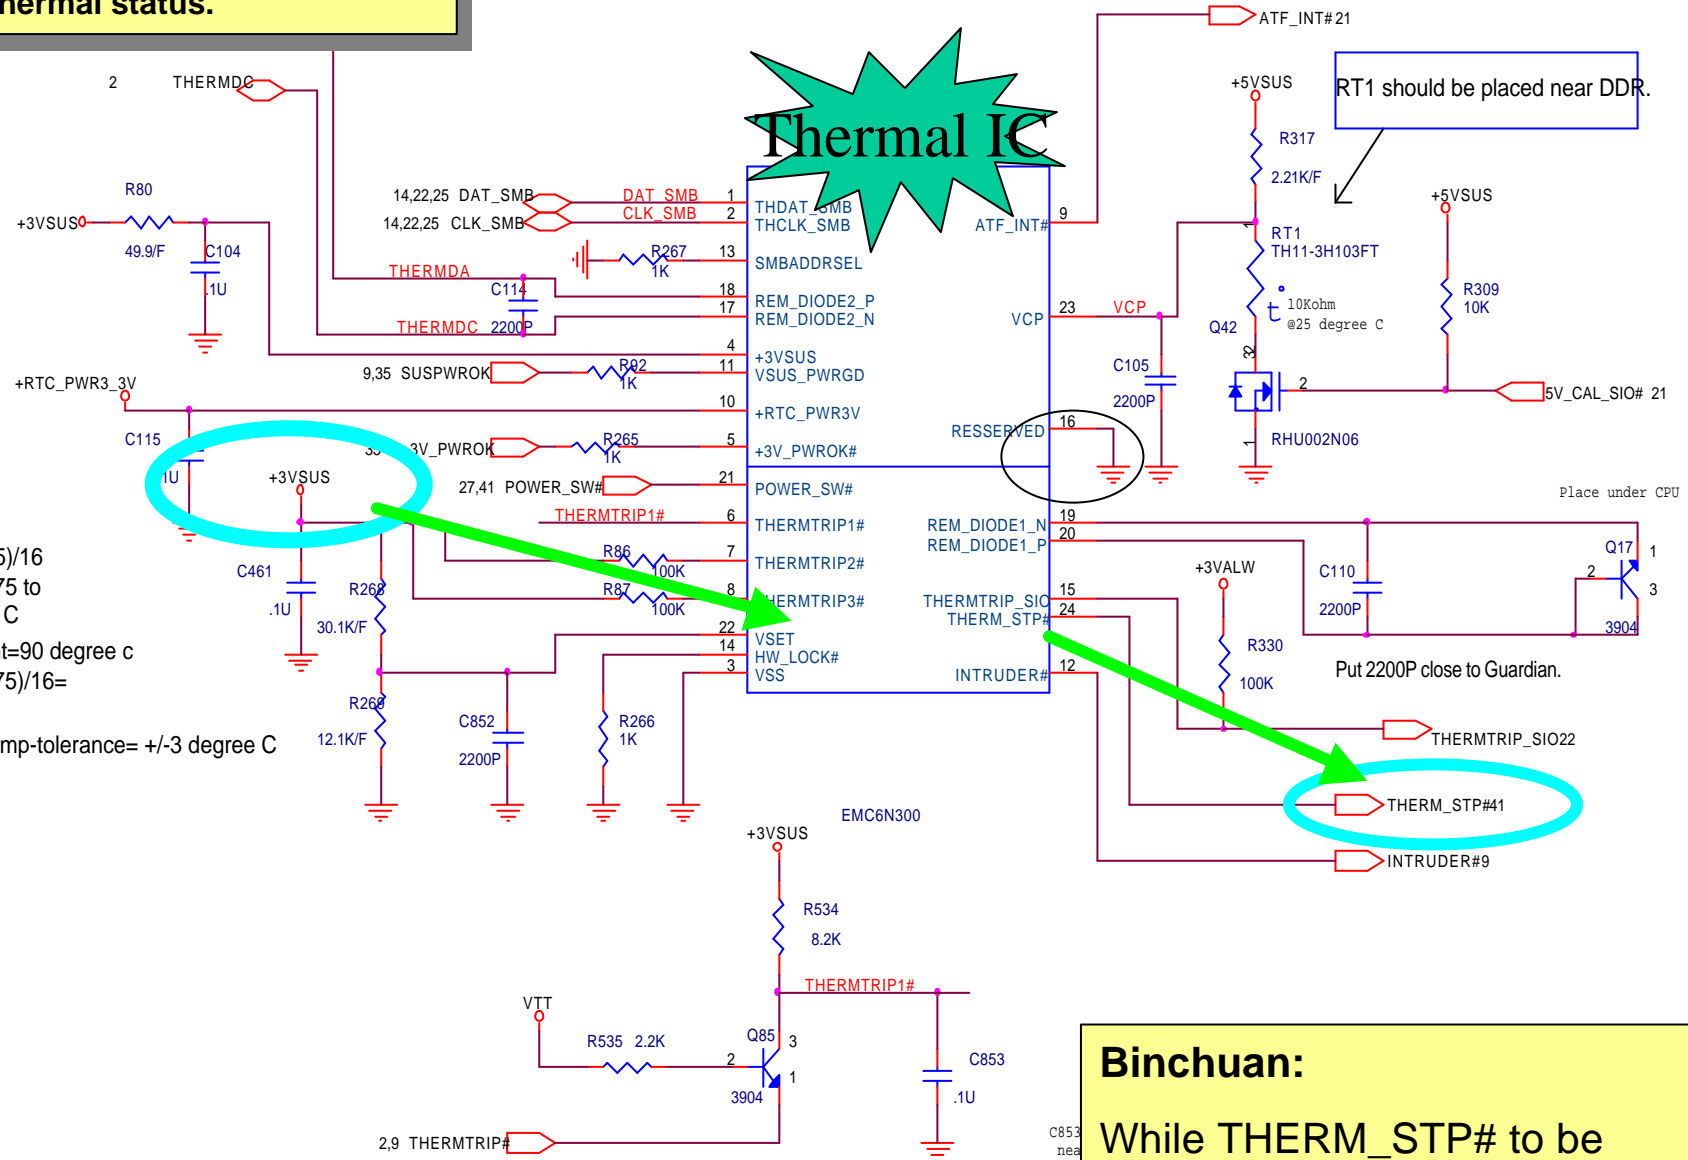 thermal status.
ATF_INT# 21
2 THERMDC
+5VSUS
RT1 should be placed near DDR.
Thermal IC
R317
2.21K/F
R80
+3VSUS
49.9/F
C104
.1U
14,22,25 DAT_SMB
DAT_SMB
1
THDAT_SMB
14,22,25 CLK_SMB
CLK_SMB
2
THCLK_SMB
9
ATF_INT#
+5VSUS
1
RT1
TH11-3H103FT
R267
1K
13
SMBADDRSEL
THERMDA
C114
2200P
18
REM_DIODE2_P
17
REM_DIODE2_N
THERMDC
t
10Kohm
@25 degree C
R309
10K
23
VCP
VCP
Q42
4
+3VSUS
9,35 SUSPWROK
R92
1K
11
VSUS_PWRGD
C105
2200P
32
2
5V_CAL_SIO# 21
+RTC_PWR3_3V
10
+RTC_PWR3V
RESSERVED
16
1
RHU002N06
C115
1U
35
3V_PWROK
R265
1K
5
+3V_PWROK#
+3VSUS
27,41 POWER_SW#
21
POWER_SW#
Place under CPU
THERMTRIP1#
6
THERMTRIP1#
REM_DIODE1_N
19
REM_DIODE1_P
20
5)/16
75 to
C
R86
100K
7
THERMTRIP2#
Q17
1
2
3
3904
C461
.1U
R268
30.1K/F
R87
100K
8
THERMTRIP3#
+3VALW
C110
2200P
THERMTRIP_SIO
15
THERM_STP#
24
22
VSET
14
HW_LOCK#
3
VSS
INTRUDER#
12
R330
100K
t=90 degree c
75)/16=
Put 2200P close to Guardian.
R269
12.1K/F
C852
2200P
R266
1K
mp-tolerance= +/-3 degree C
THERMTRIP_SIO22
THERM_STP#41
EMC6N300
+3VSUS
INTRUDER#9
R534
8.2K
THERMTRIP1#
VTT
R535 2.2K
Q85
3
2
1
3904
C853
.1U
2,9 THERMTRIP#
C853
nea
Binchuan:
While THERM_STP# to be